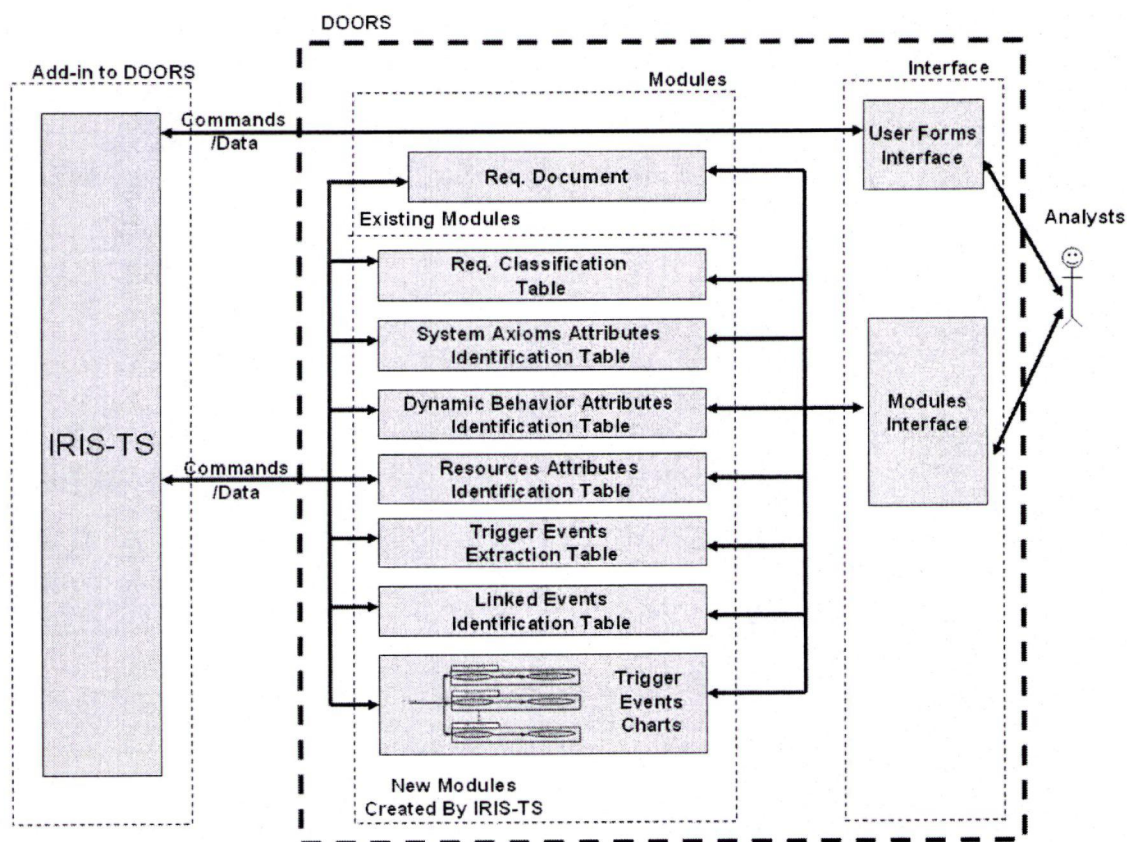 DOORS
Add-in to DOORS
Modules
Interface
Commands
/Data
User Forms
Interface
Req. Document
Existing Modules
Analysts
Req. Classification
Table
System Axioms Attributes
Identification Table
Dynamic Behavior Attributes
Identification Table
Modules
Interface
IRIS-TS
Commands
/Data
Resources Attributes
Identification Table
Trigger Events
Extraction Table
Linked Events
Identification Table
Trigger
Events
Charts
New Modules
Created By IRIS-TS